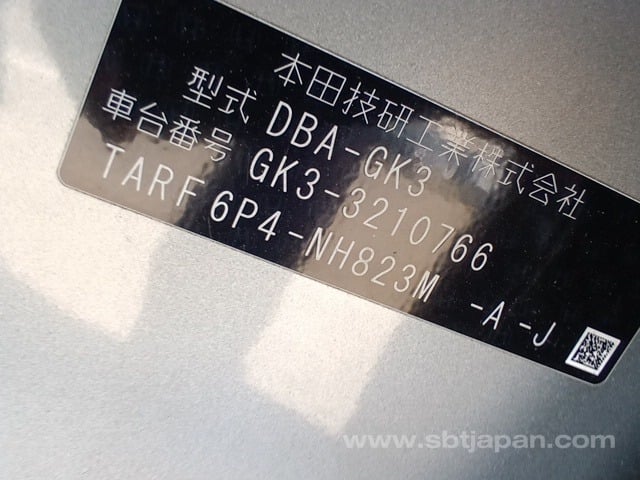 本田技研工業株式会社
型式 DBA-GK3
車台番号 GK3-3210766
TARF 6P4-NH823M -A-J
www.sbtjapan.com